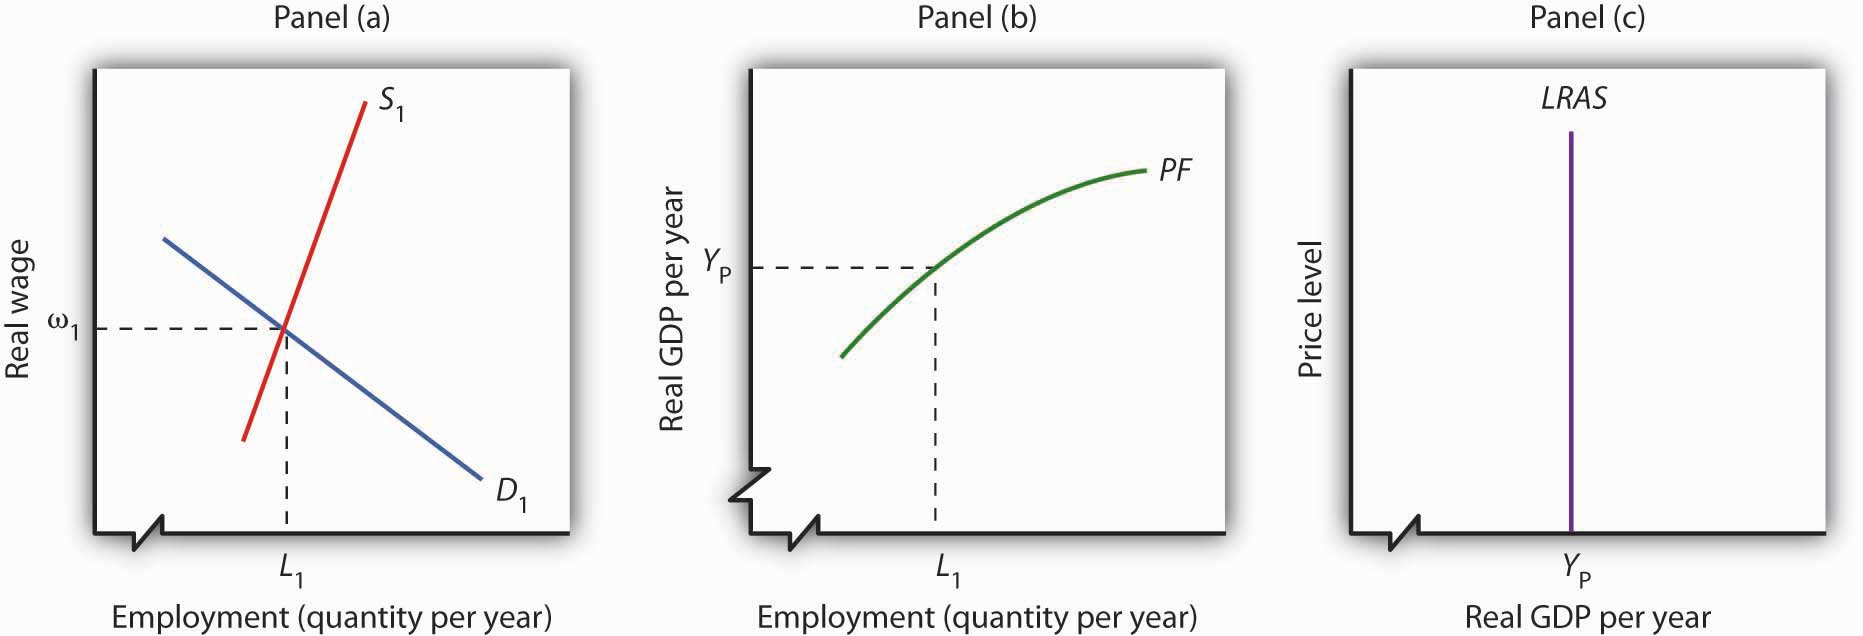 Panel (a)
Real wage
ω1
S1
D1
L1
Employment (quantity per year)
Panel (b)
Real GDP per year
YP
PF
L1
Employment (quantity per year)
Panel (c)
Price level
LRAS
YP
Real GDP per year